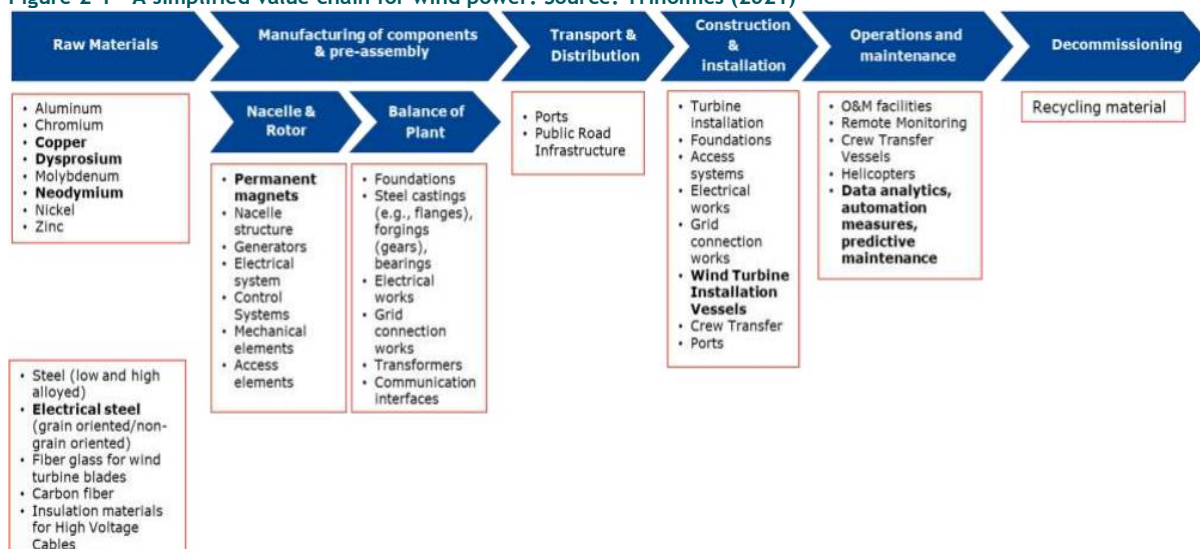 Figure 2-1 A simplified value chain for wind power. Source: Trinomics (2021)
Raw Materials
Manufacturing of components
& pre-assembly
Transport &
Distribution
Construction
&
installation
Operations and
maintenance
Decommissioning
• Aluminum
• Chromium
• Copper
• Dysprosium
• Molybdenum
• Neodymium
• Nickel
• Zinc
• Steel (low and high
alloyed)
• Electrical steel
(grain oriented/non-
grain oriented)
• Fiber glass for wind
turbine blades
• Carbon fiber
• Insulation materials
for High Voltage
Cables
Nacelle &
Rotor
• Permanent
magnets
• Nacelle
structure
• Generators
• Electrical
system
• Control
Systems
• Mechanical
elements
• Access
elements
Balance of
Plant
• Foundations
• Steel castings
(e.g., flanges),
forgings
(gears),
bearings
• Electrical
works
• Grid
connection
works
• Transformers
• Communication
interfaces
• Ports
• Public Road
Infrastructure
• Turbine
installation
• Foundations
• Access
systems
• Electrical
works
• Grid
connection
works
• Wind Turbine
Installation
Vessels
• Crew Transfer
• Ports
• O&M facilities
• Remote Monitoring
• Crew Transfer
Vessels
• Helicopters
• Data analytics,
automation
measures,
predictive
maintenance
Recycling material